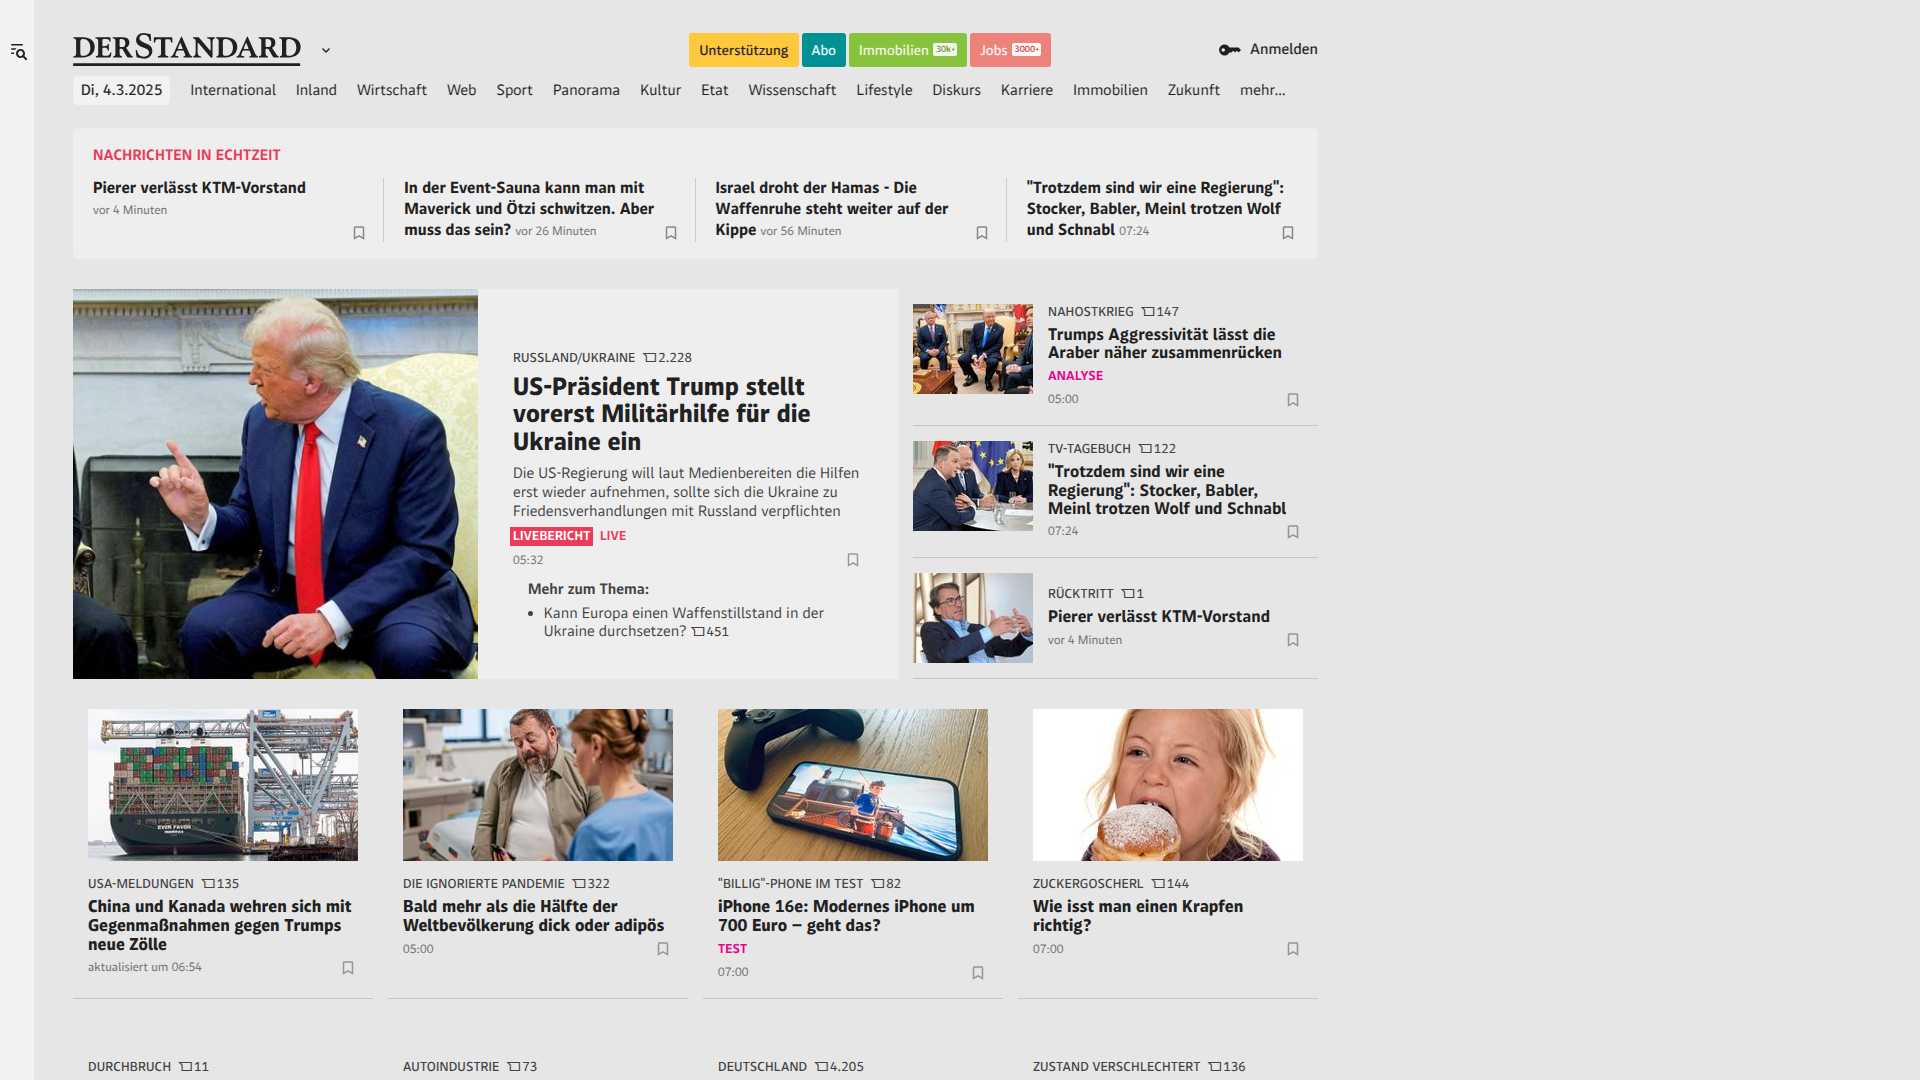 DERSTANDARD
Unterstützung
Abo
Immobilien 30k+
Jobs 3000+
Anmelden
Di, 4.3.2025
International
Inland
Wirtschaft
Web
Sport
Panorama
Kultur
Etat
Wissenschaft
Lifestyle
Diskurs
Karriere
Immobilien
Zukunft
mehr...
NACHRICHTEN IN ECHTZEIT
Pierer verlässt KTM-Vorstand
vor 4 Minuten
In der Event-Sauna kann man mit
Maverick und Ötzi schwitzen. Aber
muss das sein? vor 26 Minuten
Israel droht der Hamas - Die
Waffenruhe steht weiter auf der
Kippe vor 56 Minuten
"Trotzdem sind wir eine Regierung":
Stocker, Babler, Meinl trotzen Wolf
und Schnabl 07:24
RUSSLAND/UKRAINE 2.228
US-Präsident Trump stellt
vorerst Militärhilfe für die
Ukraine ein
Die US-Regierung will laut Medienbereiten die Hilfen
erst wieder aufnehmen, sollte sich die Ukraine zu
Friedensverhandlungen mit Russland verpflichten
LIVEBERICHT LIVE
05:32
Mehr zum Thema:
• Kann Europa einen Waffenstillstand in der
Ukraine durchsetzen? 451
NAHOSTKRIEG 147
Trumps Aggressivität lässt die
Araber näher zusammenrücken
ANALYSE
05:00
TV-TAGEBUCH 122
"Trotzdem sind wir eine
Regierung": Stocker, Babler,
Meinl trotzen Wolf und Schnabl
07:24
RÜCKTRITT 1
Pierer verlässt KTM-Vorstand
vor 4 Minuten
EVER FAVOR
USA-MELDUNGEN 135
China und Kanada wehren sich mit
Gegenmaßnahmen gegen Trumps
neue Zölle
aktualisiert um 06:54
DIE IGNORIERTE PANDEMIE 322
Bald mehr als die Hälfte der
Weltbevölkerung dick oder adipös
05:00
"BILLIG"-PHONE IM TEST 82
iPhone 16e: Modernes iPhone um
700 Euro – geht das?
TEST
07:00
ZUCKERGOSCHERL 144
Wie isst man einen Krapfen
richtig?
07:00
DURCHBRUCH 11
AUTOINDUSTRIE 73
DEUTSCHLAND 4.205
ZUSTAND VERSCHLECHTERT 136